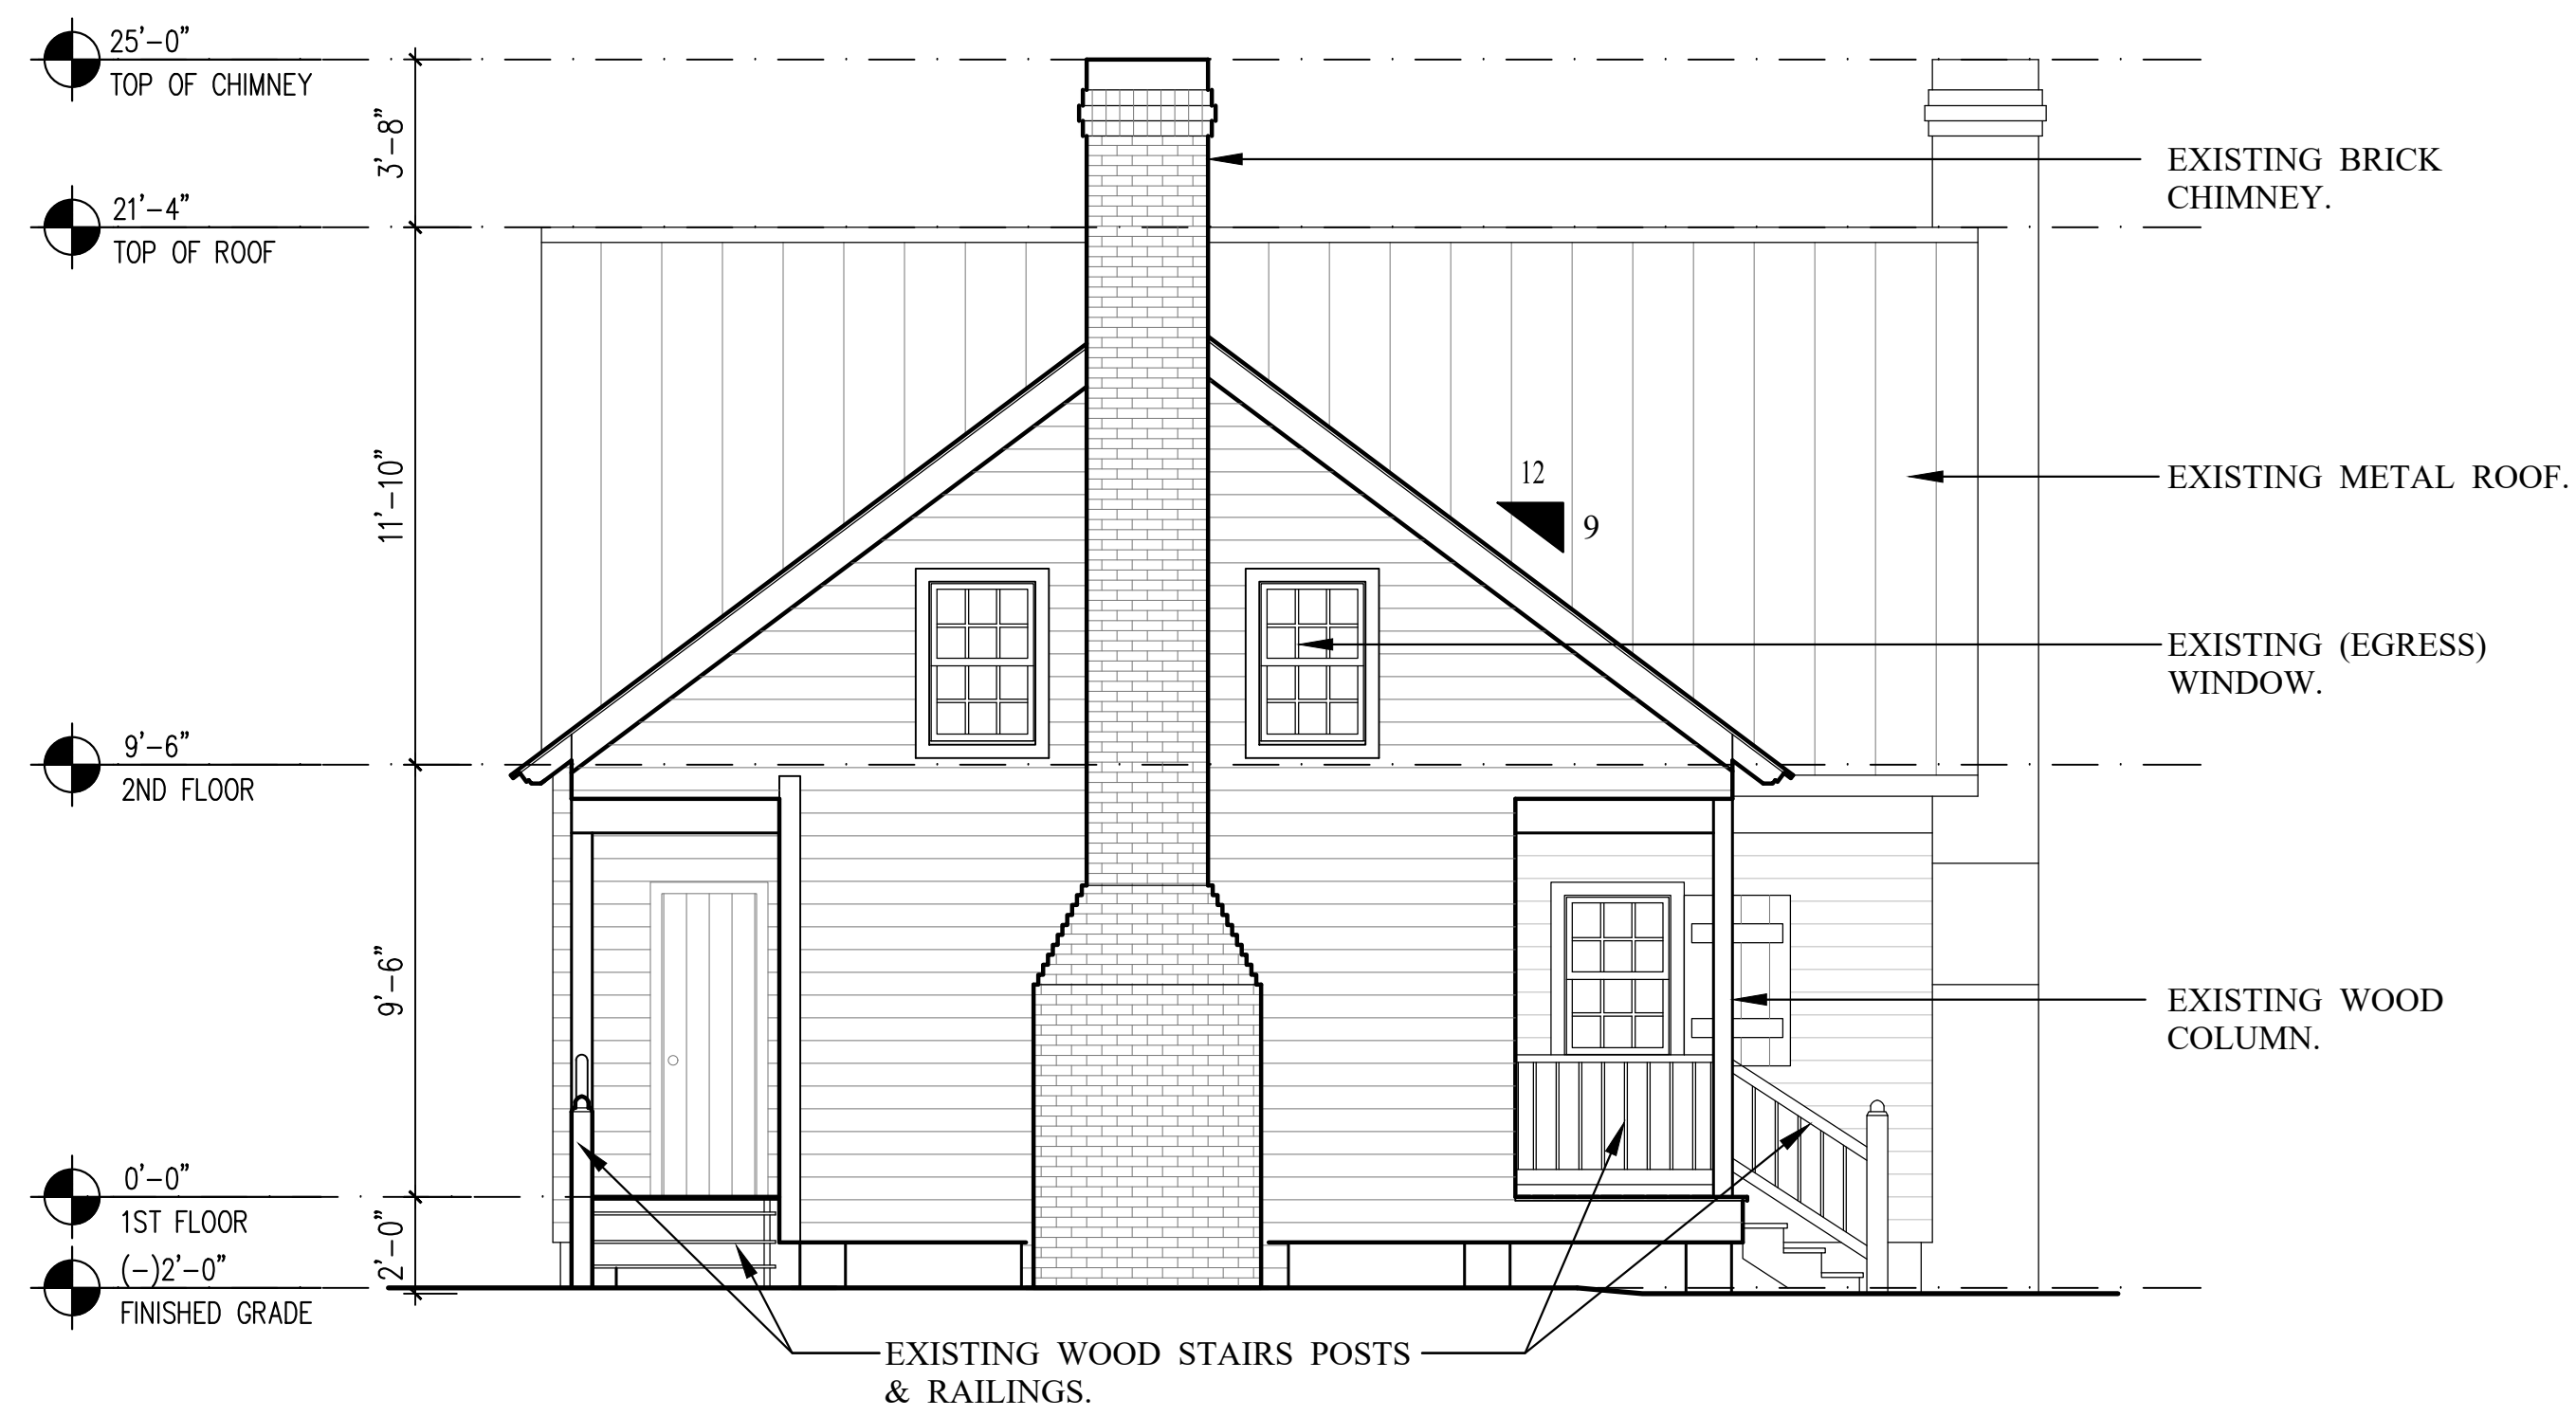 25'-0"
TOP OF CHIMNEY
3'-8"
EXISTING BRICK
CHIMNEY.
21'-4"
TOP OF ROOF
11'-10"
12
9
EXISTING METAL ROOF.
EXISTING (EGRESS)
WINDOW.
9'-6"
2ND FLOOR
9'-6"
EXISTING WOOD
COLUMN.
0'-0"
1ST FLOOR
2'-0"
(-)2'-0"
FINISHED GRADE
EXISTING WOOD STAIRS POSTS
& RAILINGS.